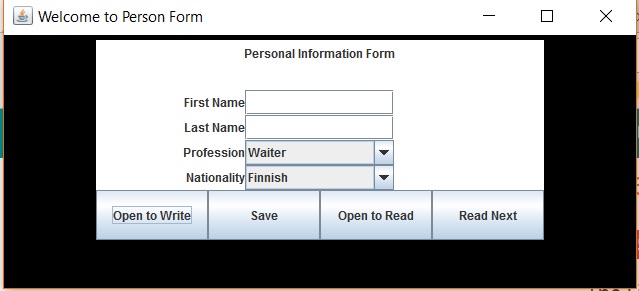 Welcome to Person Form
Personal Information Form
First Name
Last Name
Profession Waiter
Nationality Finnish
Open to Write Save Open to Read Read Next